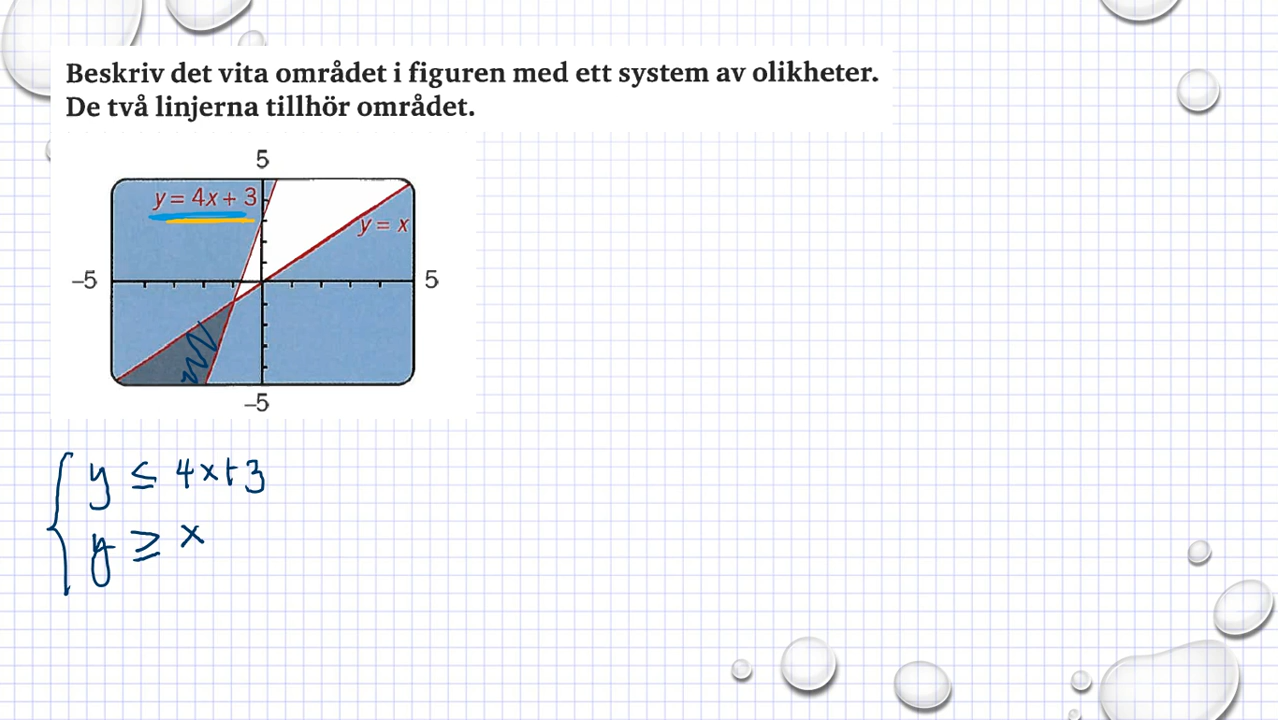 Beskriv det vita området i figuren med ett system av olikheter.
De två linjerna tillhör området.
5
y = 4x + 3
y = x
–5
5
–5
y ≤ 4x+3
y ≥ x